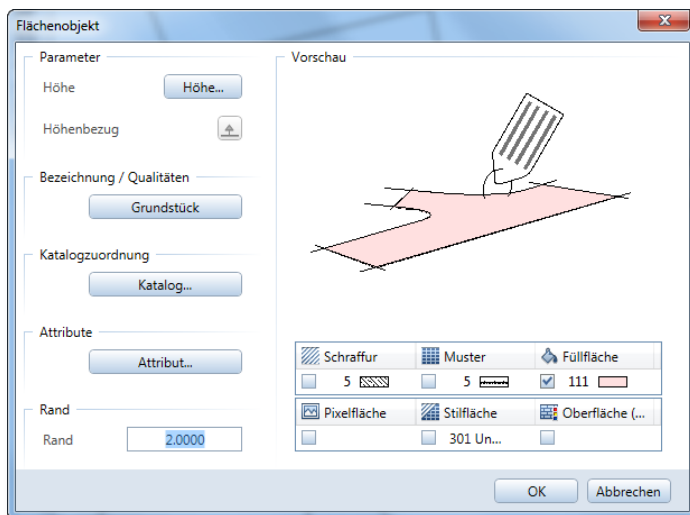 Flächenobjekt
Parameter
Höhe
Höhe...
Höhenbezug
Bezeichnung / Qualitäten
Grundstück
Katalogzuordnung
Katalog...
Attribute
Attribut...
Rand
Rand 2.0000
Vorschau
Schraffur Muster Füllfläche
5 5 111
Pixelfläche Stilfläche Oberfläche (...
301 Un...
OK Abbrechen